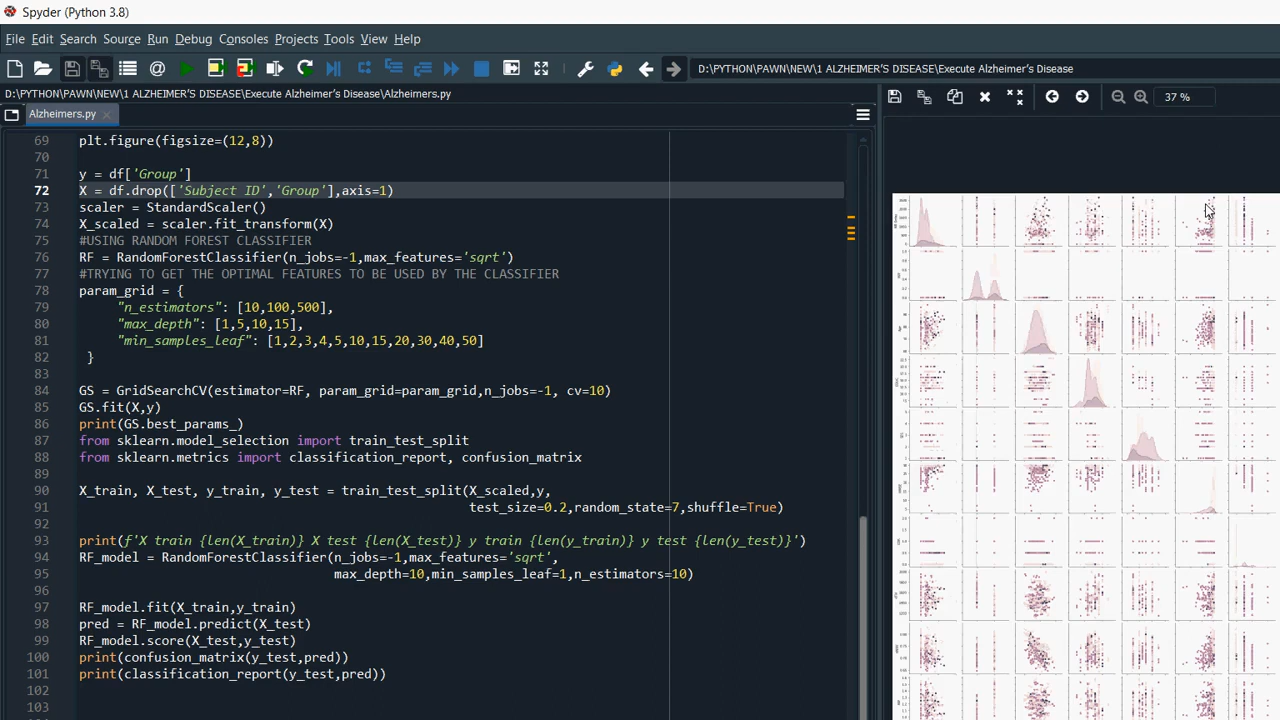 Spyder (Python 3.8)
File Edit Search Source Run Debug Consoles Projects Tools View Help
D:\PYTHON\PAWN\NEW\1 ALZHEIMER'S DISEASE\Execute Alzheimer's Disease
D:\PYTHON\PAWN\NEW\1 ALZHEIMER'S DISEASE\Execute Alzheimer's Disease\Alzheimers.py
Alzheimers.py
37 %
69 plt.figure(figsize=(12,8))
70
71 y = df['Group']
72 X = df.drop(['Subject ID','Group'],axis=1)
73 scaler = StandardScaler()
74 X_scaled = scaler.fit_transform(X)
75 #USING RANDOM FOREST CLASSIFIER
76 RF = RandomForestClassifier(n_jobs=-1,max_features='sqrt')
77 #TRYING TO GET THE OPTIMAL FEATURES TO BE USED BY THE CLASSIFIER
78 param_grid = {
79 "n_estimators": [10,100,500],
80 "max_depth": [1,5,10,15],
81 "min_samples_leaf": [1,2,3,4,5,10,15,20,30,40,50]
82 }
83
84 GS = GridSearchCV(estimator=RF, param_grid=param_grid,n_jobs=-1, cv=10)
85 GS.fit(X,y)
86 print(GS.best_params_)
87 from sklearn.model_selection import train_test_split
88 from sklearn.metrics import classification_report, confusion_matrix
89
90 X_train, X_test, y_train, y_test = train_test_split(X_scaled,y,
91 test_size=0.2,random_state=7,shuffle=True)
92
93 print(f'X train {len(X_train)} X test {len(X_test)} y train {len(y_train)} y test {len(y_test)}')
94 RF_model = RandomForestClassifier(n_jobs=-1,max_features='sqrt',
95 max_depth=10,min_samples_leaf=1,n_estimators=10)
96
97 RF_model.fit(X_train,y_train)
98 pred = RF_model.predict(X_test)
99 RF_model.score(X_test,y_test)
100 print(confusion_matrix(y_test,pred))
101 print(classification_report(y_test,pred))
102
103